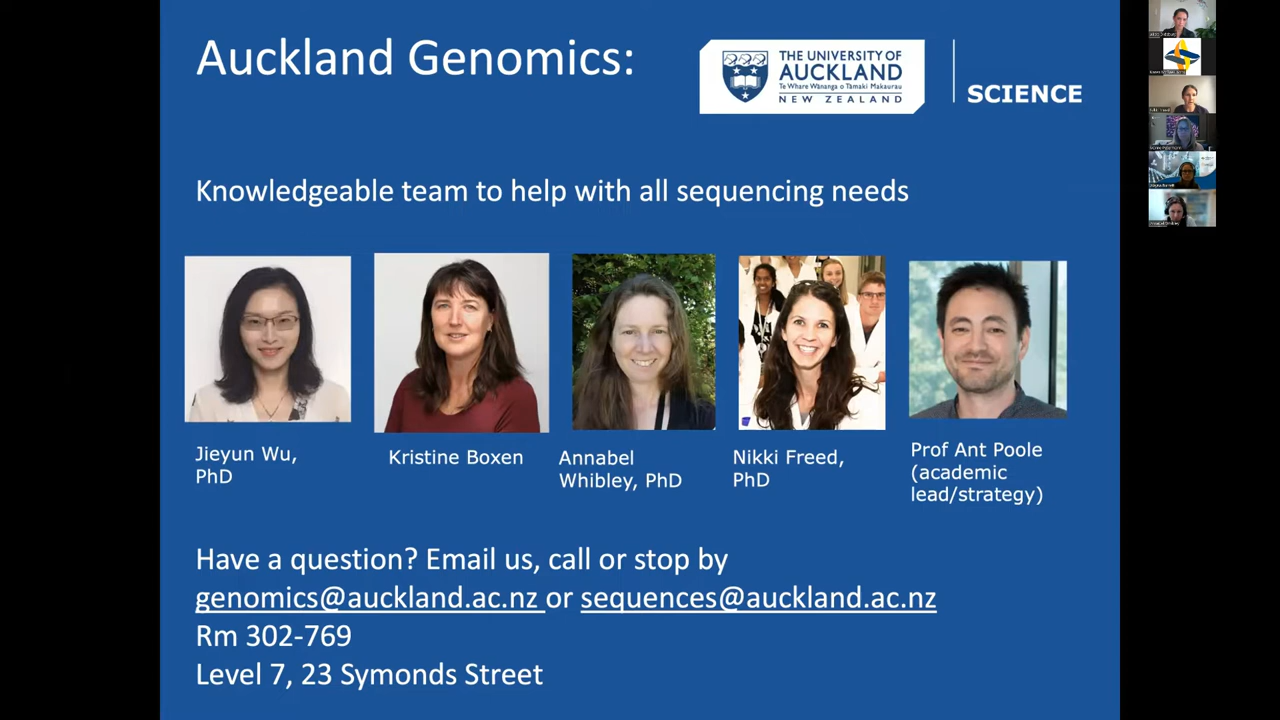 Auckland Genomics:
THE UNIVERSITY OF
AUCKLAND
Te Whare Wānanga o Tāmaki Makaurau
NEW ZEALAND
SCIENCE
Knowledgeable team to help with all sequencing needs
Jieyun Wu,
PhD
Kristine Boxen
Annabel
Whibley, PhD
Nikki Freed,
PhD
Prof Ant Poole
(academic
lead/strategy)
Have a question? Email us, call or stop by
genomics@auckland.ac.nz or sequences@auckland.ac.nz
Rm 302-769
Level 7, 23 Symonds Street